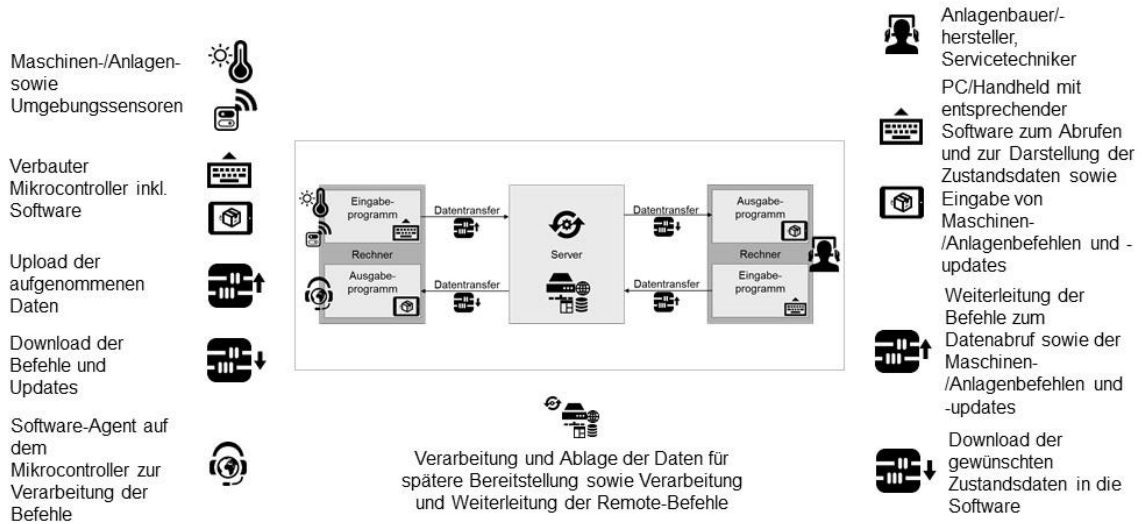 Maschinen-/Anlagen-
sowie
Umgebungssensoren
Verbauter
Mikrocontroller inkl.
Software
Upload der
aufgenommenen
Daten
Download der
Befehle und
Updates
Software-Agent auf
dem
Mikrocontroller zur
Verarbeitung der
Befehle
Eingabe-
programm
Rechner
Ausgabe-
programm
Datentransfer
Datentransfer
Server
Datentransfer
Datentransfer
Ausgabe-
programm
Rechner
Eingabe-
programm
Verarbeitung und Ablage der Daten für
spätere Bereitstellung sowie Verarbeitung
und Weiterleitung der Remote-Befehle
Anlagenbauer/-
hersteller,
Servicetechniker
PC/Handheld mit
entsprechender
Software zum Abrufen
und zur Darstellung der
Zustandsdaten sowie
Eingabe von
Maschinen-
/Anlagenbefehlen und -
updates
Weiterleitung der
Befehle zum
Datenabruf sowie der
Maschinen-
/Anlagenbefehlen und
-updates
Download der
gewünschten
Zustandsdaten in die
Software